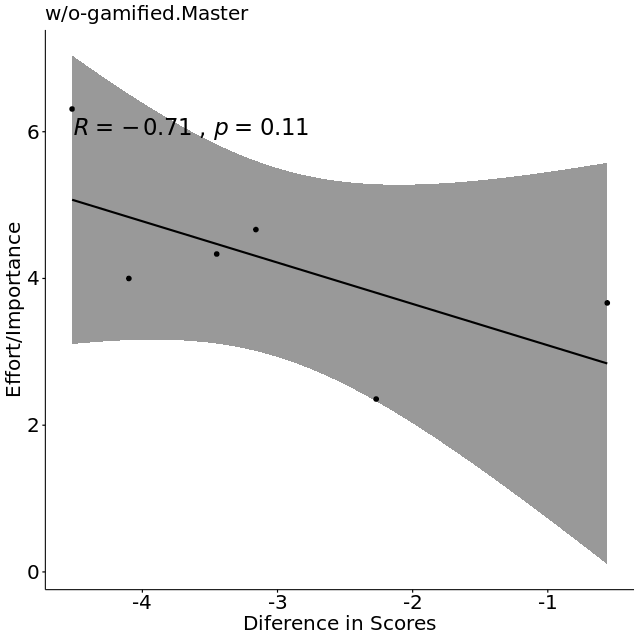 w/o-gamified.Master
R = −0.71 , p = 0.11
6
4
2
0
Effort/Importance
-4 -3 -2 -1
Diference in Scores